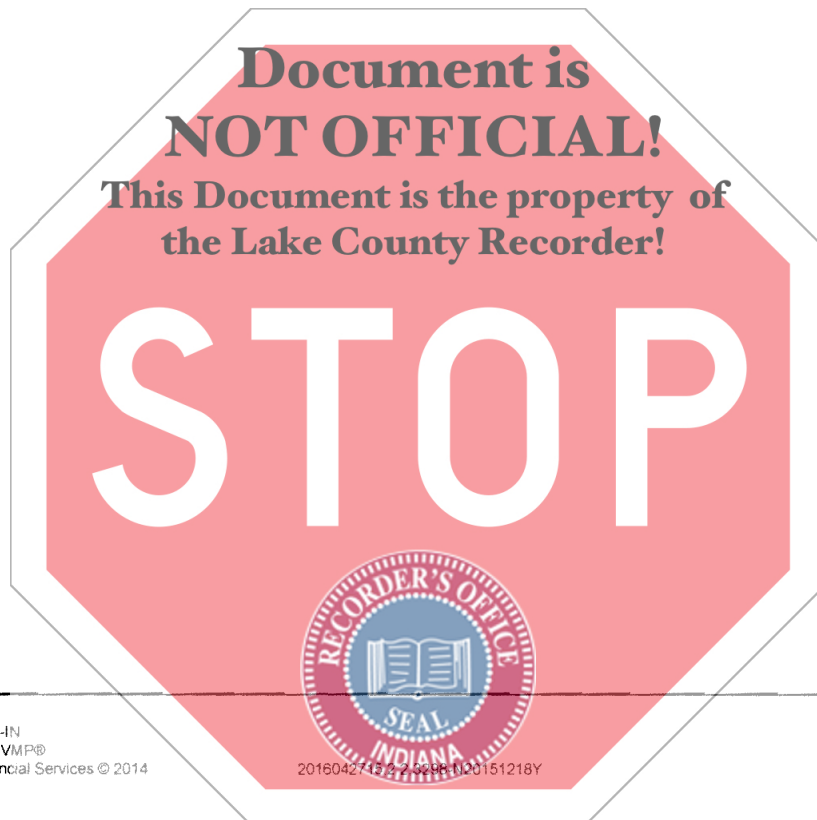 Document is
NOT OFFICIAL!
This Document is the property of
the Lake County Recorder!
STOP
RECORDER'S OFFICE
SEAL
INDIANA
-IN
VMP®
ncial Services © 2014
2016042715.2.2.3298-N20151218Y